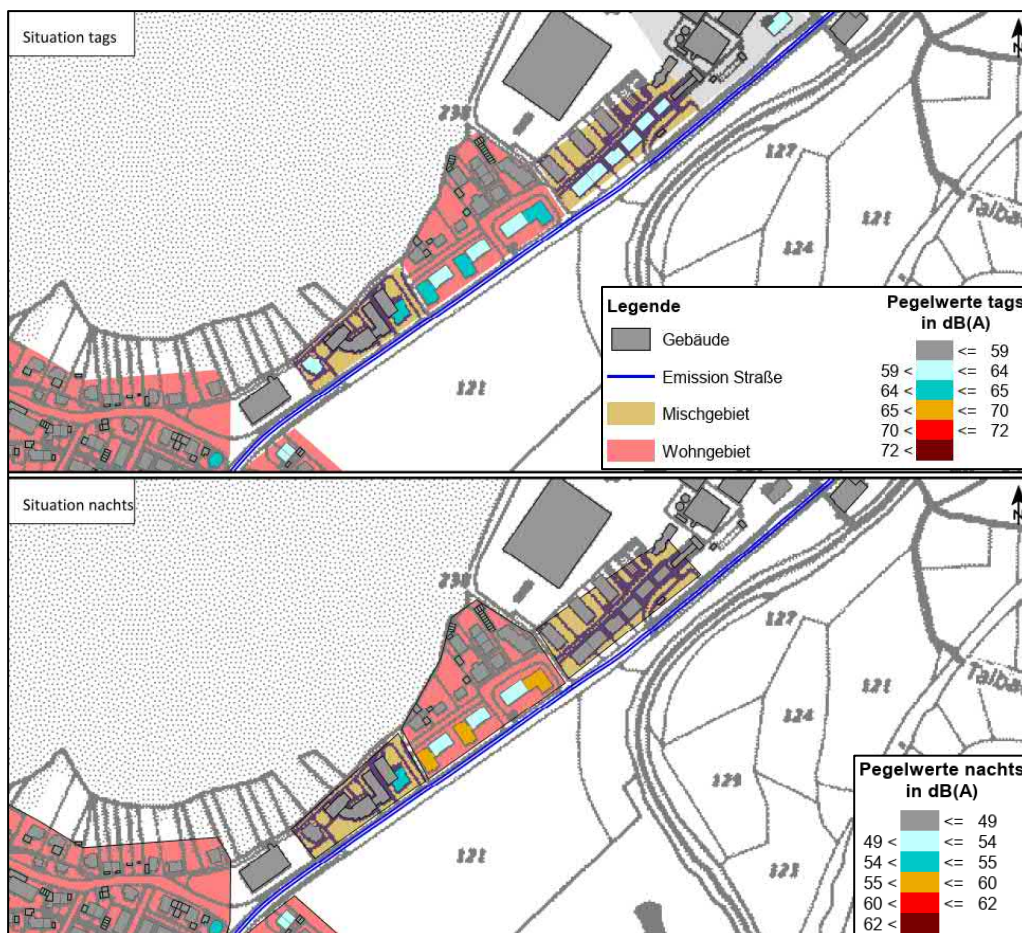 Situation tags
N
238
127
Talba
121
124
121
Legende
Gebäude
Emission Straße
Mischgebiet
Wohngebiet
Pegelwerte tags
in dB(A)
<= 59
59 < <= 64
64 < <= 65
65 < <= 70
70 < <= 72
72 <
Situation nachts
N
238
127
121
Talba
124
129
121
Pegelwerte nachts
in dB(A)
<= 49
49 < <= 54
54 < <= 55
55 < <= 60
60 < <= 62
62 <